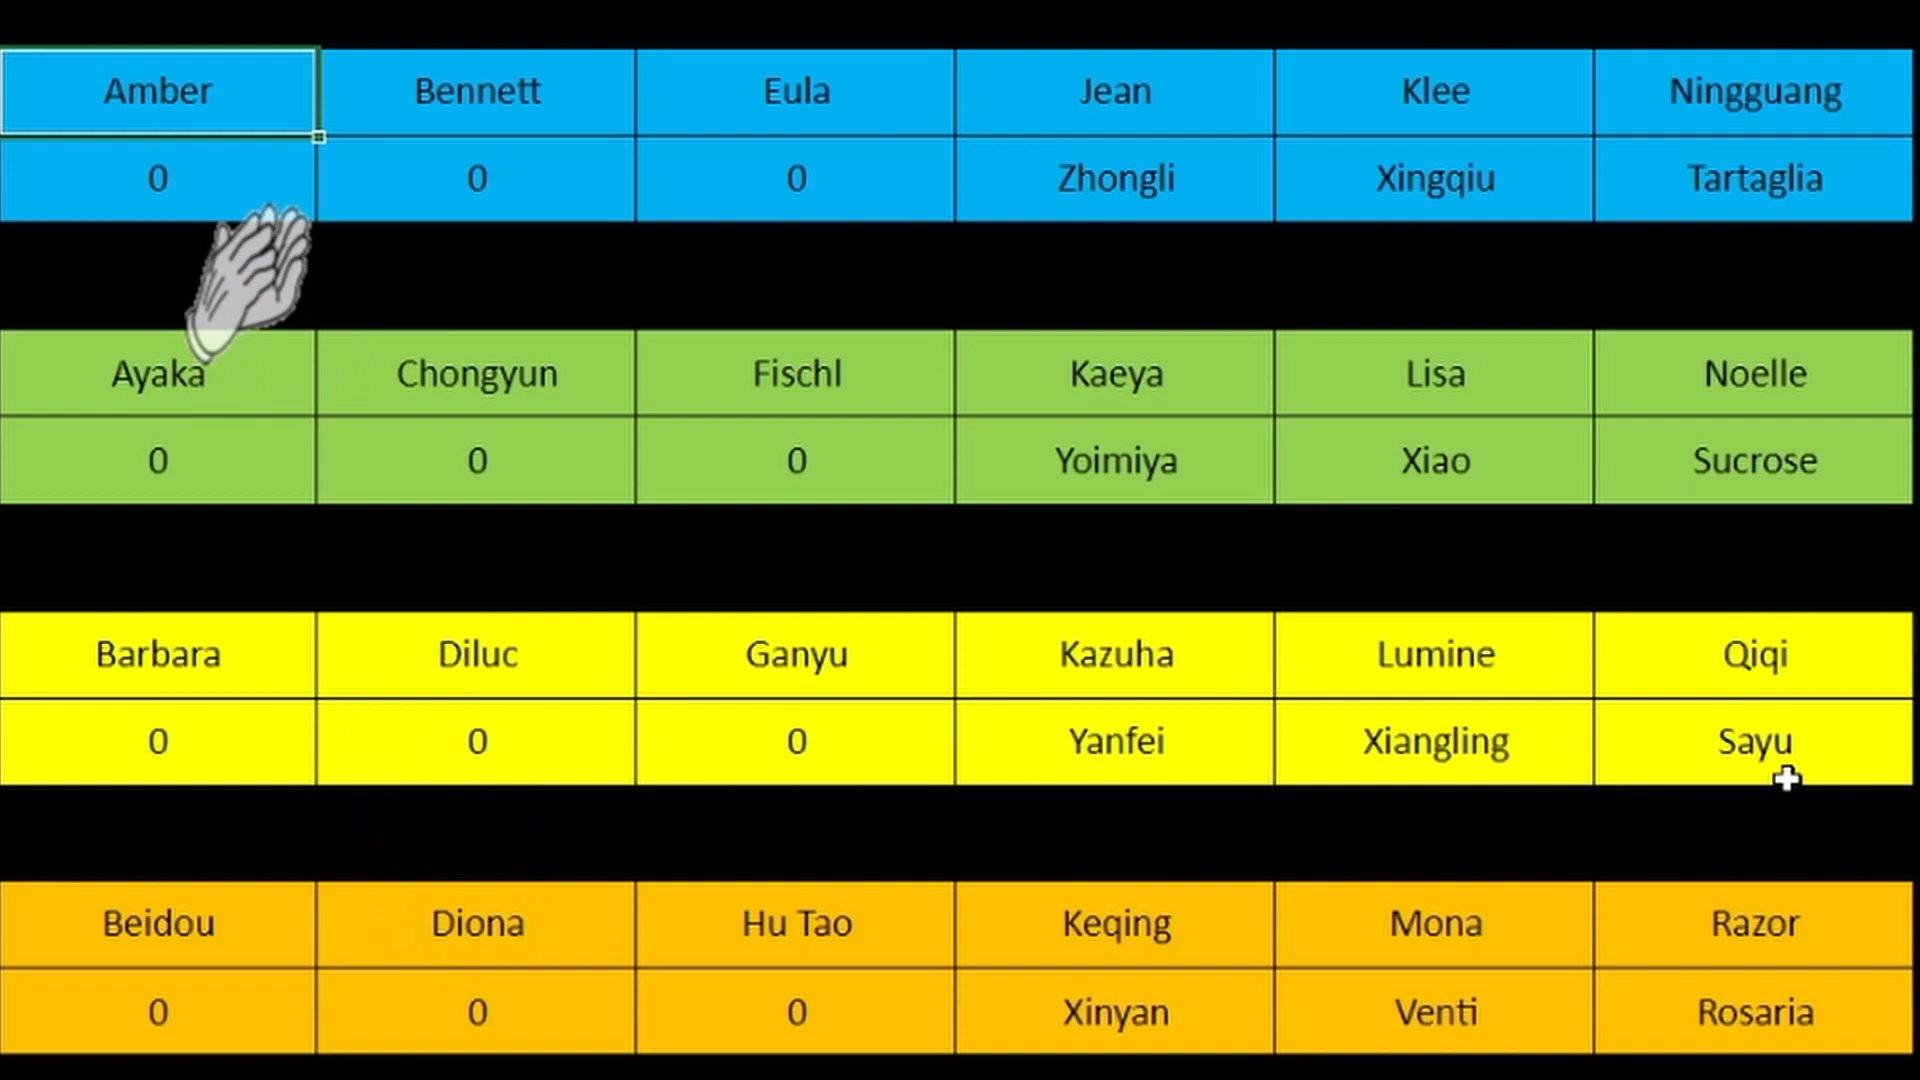 Amber Bennett Eula Jean Klee Ningguang
0 0 0 Zhongli Xingqiu Tartaglia
Ayaka Chongyun Fischl Kaeya Lisa Noelle
0 0 0 Yoimiya Xiao Sucrose
Barbara Diluc Ganyu Kazuha Lumine Qiqi
0 0 0 Yanfei Xiangling Sayu
Beidou Diona Hu Tao Keqing Mona Razor
0 0 0 Xinyan Venti Rosaria